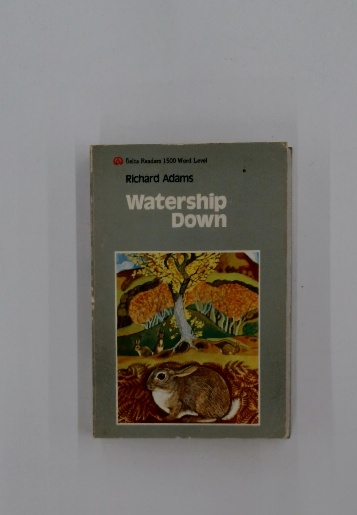 Delta Readers 1500 Word Level
Richard Adams
Watership
Down